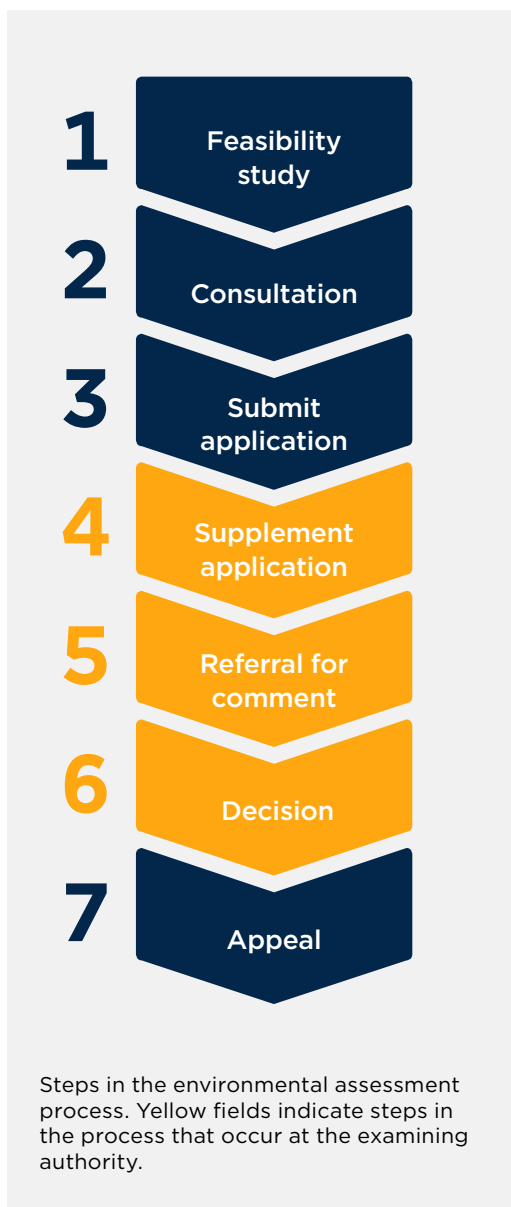 1
Feasibility
study
2
Consultation
3
Submit
application
4
Supplement
application
5
Referral for
comment
6
Decision
7
Appeal
Steps in the environmental assessment
process. Yellow fields indicate steps in
the process that occur at the examining
authority.